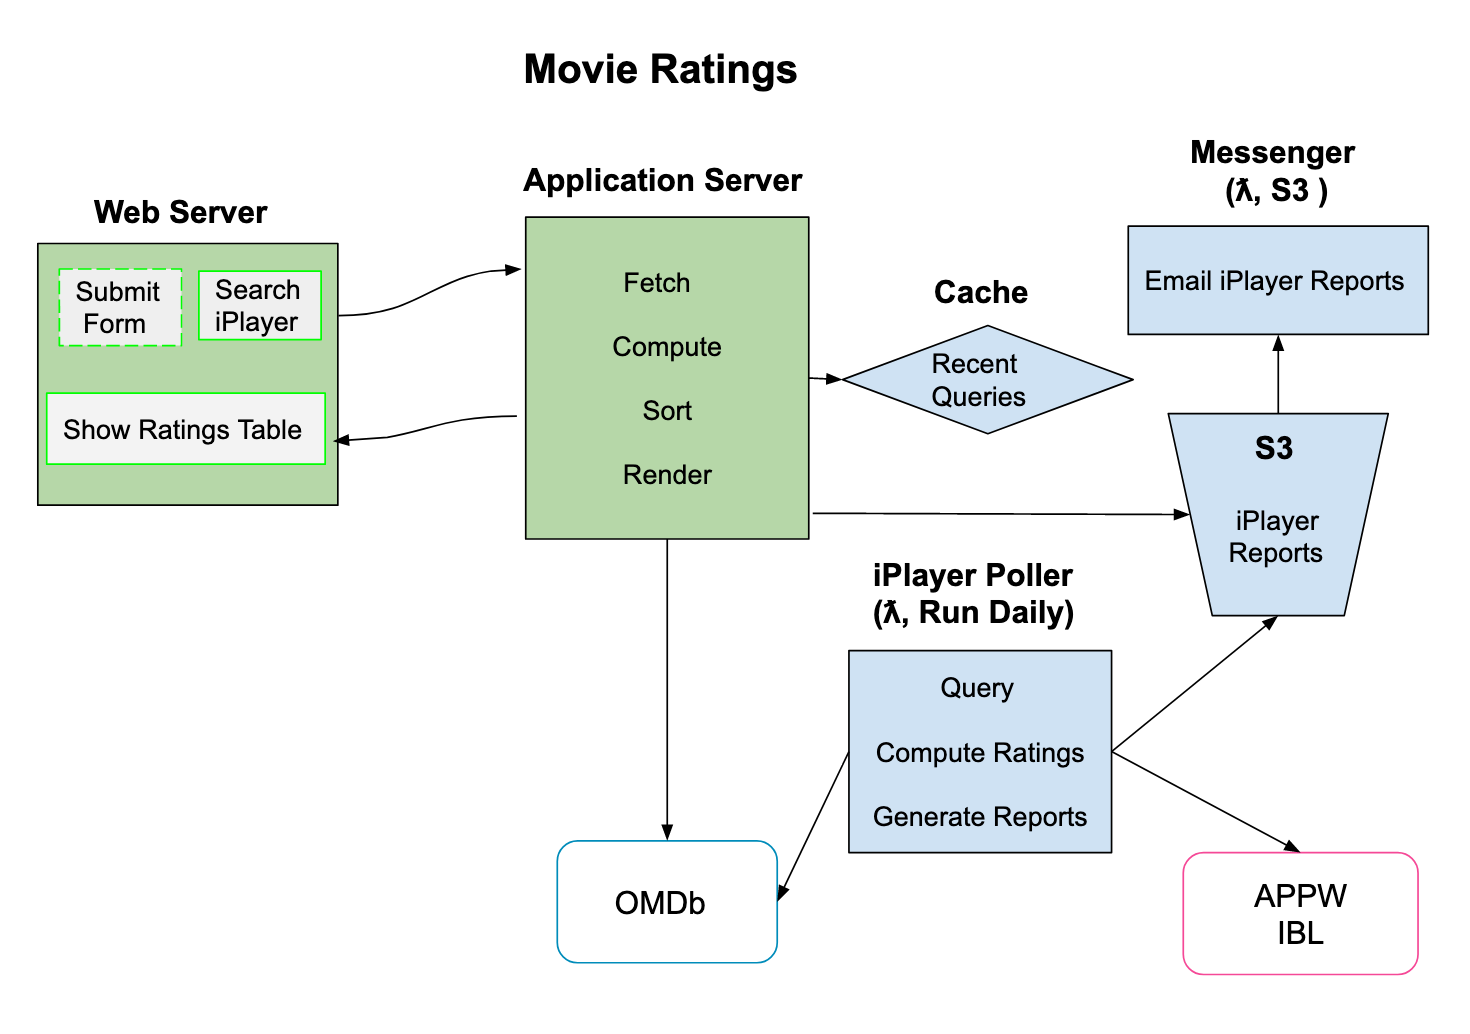 Movie Ratings
Web Server
Submit
Form
Search
iPlayer
Show Ratings Table
Application Server
Fetch
Compute
Sort
Render
Cache
Recent
Queries
Messenger
(ƛ, S3 )
Email iPlayer Reports
S3
iPlayer
Reports
iPlayer Poller
(ƛ, Run Daily)
Query
Compute Ratings
Generate Reports
OMDb
APPW
IBL